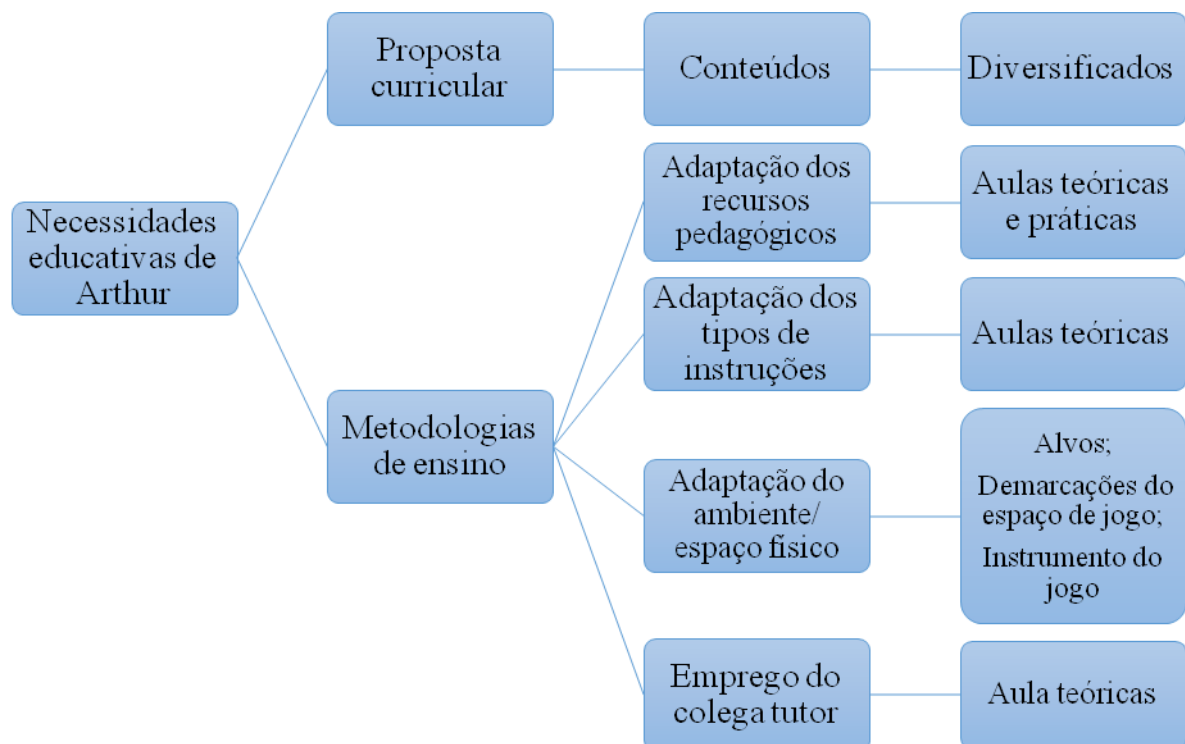 Proposta
curricular
Conteúdos
Diversificados
Necessidades
educativas de
Arthur
Adaptação dos
recursos
pedagógicos
Aulas teóricas
e práticas
Adaptação dos
tipos de
instruções
Aulas teóricas
Metodologias
de ensino
Adaptação do
ambiente/
espaço físico
Alvos;
Demarcações do
espaço de jogo;
Instrumento do
jogo
Emprego do
colega tutor
Aula teóricas